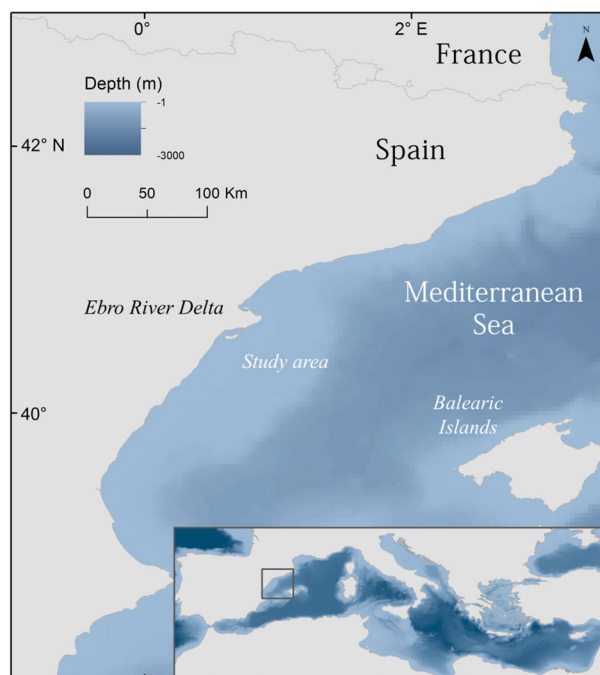 0°
2° E
N
France
Depth (m)
-1
-3000
42° N
Spain
0 50 100 Km
Mediterranean
Sea
Ebro River Delta
Study area
40°
Balearic
Islands